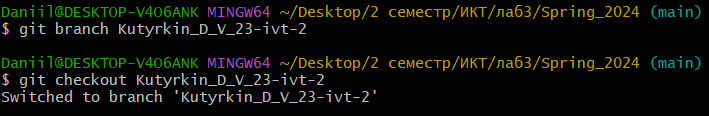 Daniil@DESKTOP-V4O6ANK MINGW64 ~/Desktop/2 семестр/ИКТ/лаб3/Spring_2024 (main)
$ git branch Kutyrkin_D_V_23-ivt-2
Daniil@DESKTOP-V4O6ANK MINGW64 ~/Desktop/2 семестр/ИКТ/лаб3/Spring_2024 (main)
$ git checkout Kutyrkin_D_V_23-ivt-2
Switched to branch 'Kutyrkin_D_V_23-ivt-2'